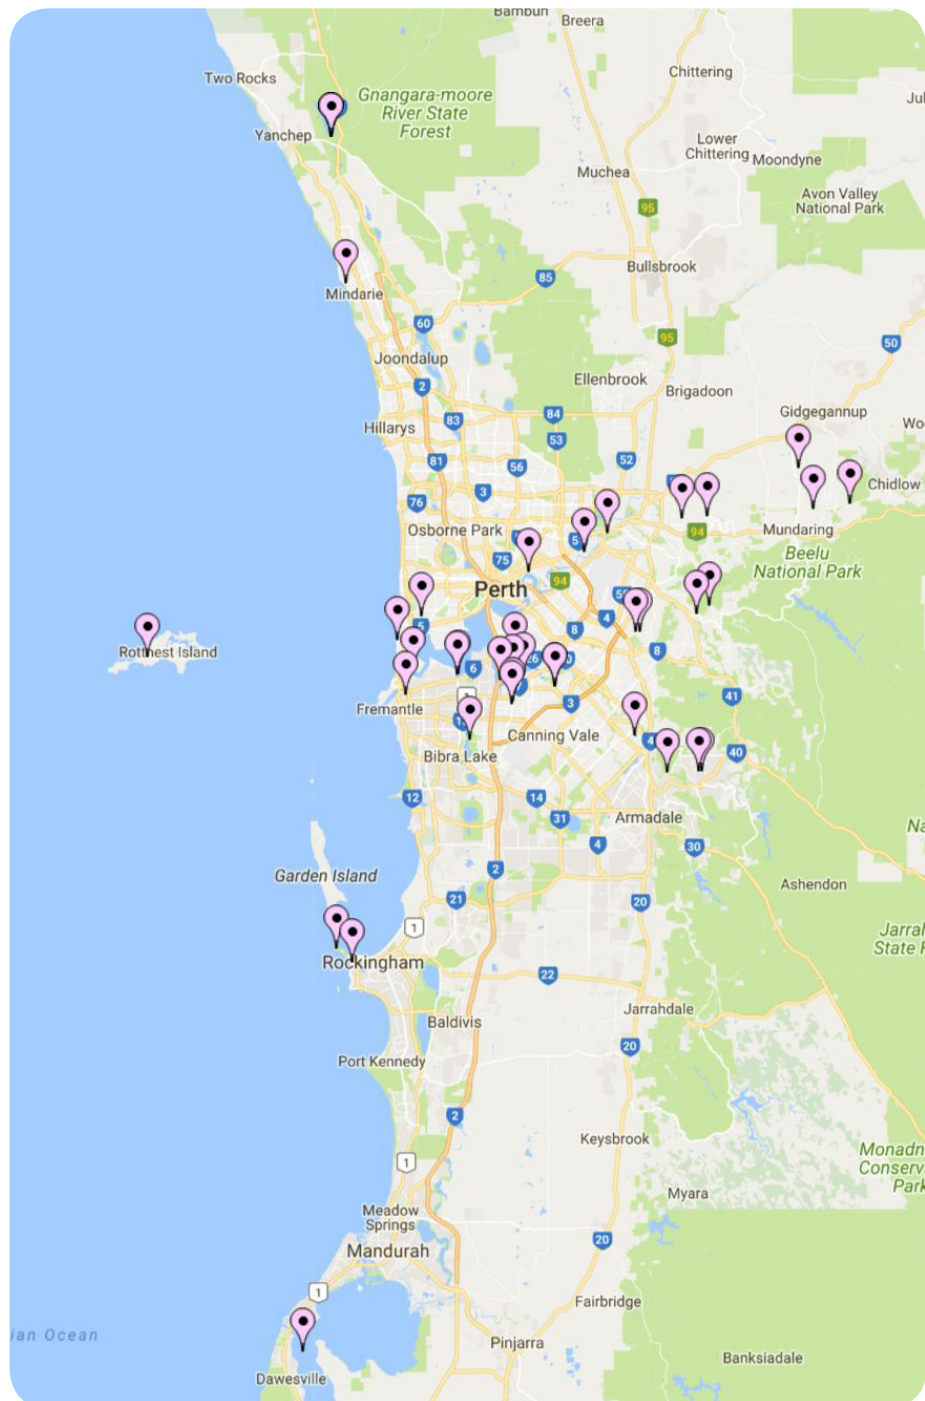 Bambun
Breera
Two Rocks
Chittering
Gnangara-moore
River State
Forest
Yanchep
Lower
Chittering
Moondyne
Muchea
Avon Valley
National Park
95
Bullsbrook
85
Mindarie
60
95
50
Joondalup
2
Ellenbrook
Brigadoon
Gidgegannup
83
84
Hillarys
53
81
56
52
Chidlow
3
76
Osborne Park
94
Mundaring
75
Beelu
National Park
Perth
94
4
8
Rottnest Island
8
6
41
Fremantle
3
Canning Vale
Bibra Lake
40
12
14
31
Armadale
4
30
Garden Island
2
Ashendon
21
20
1
Rockingham
22
Jarrahdale
Baldivis
20
Port Kennedy
2
Keysbrook
1
Myara
Meadow
Springs
20
Mandurah
1
Fairbridge
ian Ocean
Pinjarra
Banksiadale
Dawesville